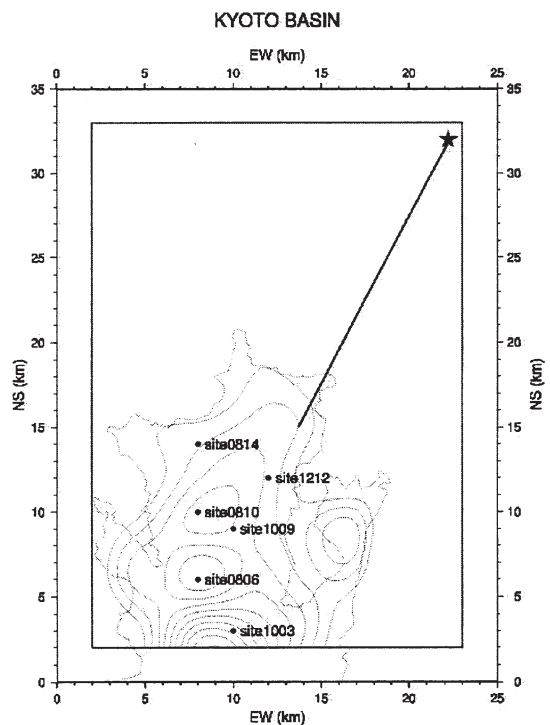 KYOTO BASIN
EW (km)
0 5 10 15 20 25
35 35
30 30
25 25
20 20
NS (km) NS (km)
15 15
site0814
site1212
10 site0810 10
site1009
site0806
5 5
site1003
0 0
0 5 10 15 20 25
EW (km)